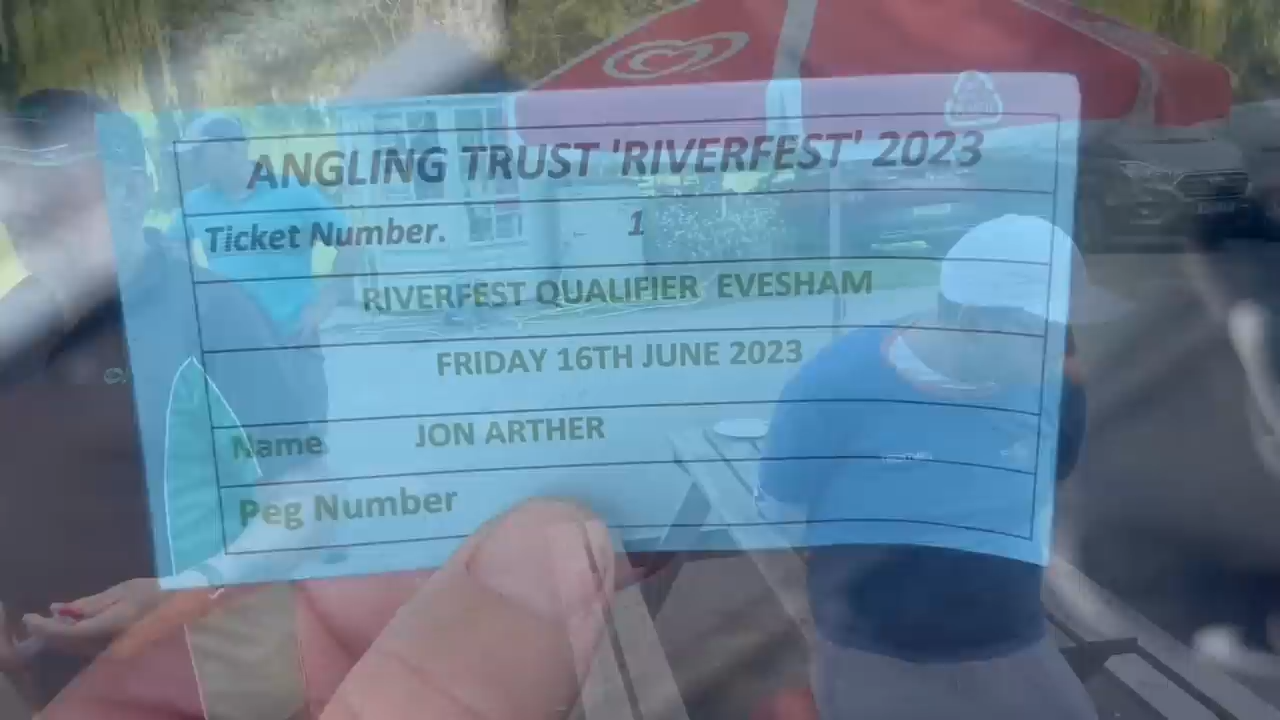 ANGLING TRUST 'RIVERFEST' 2023
Ticket Number. 1
RIVERFEST QUALIFIER EVESHAM
FRIDAY 16TH JUNE 2023
Name JON ARTHER
Peg Number